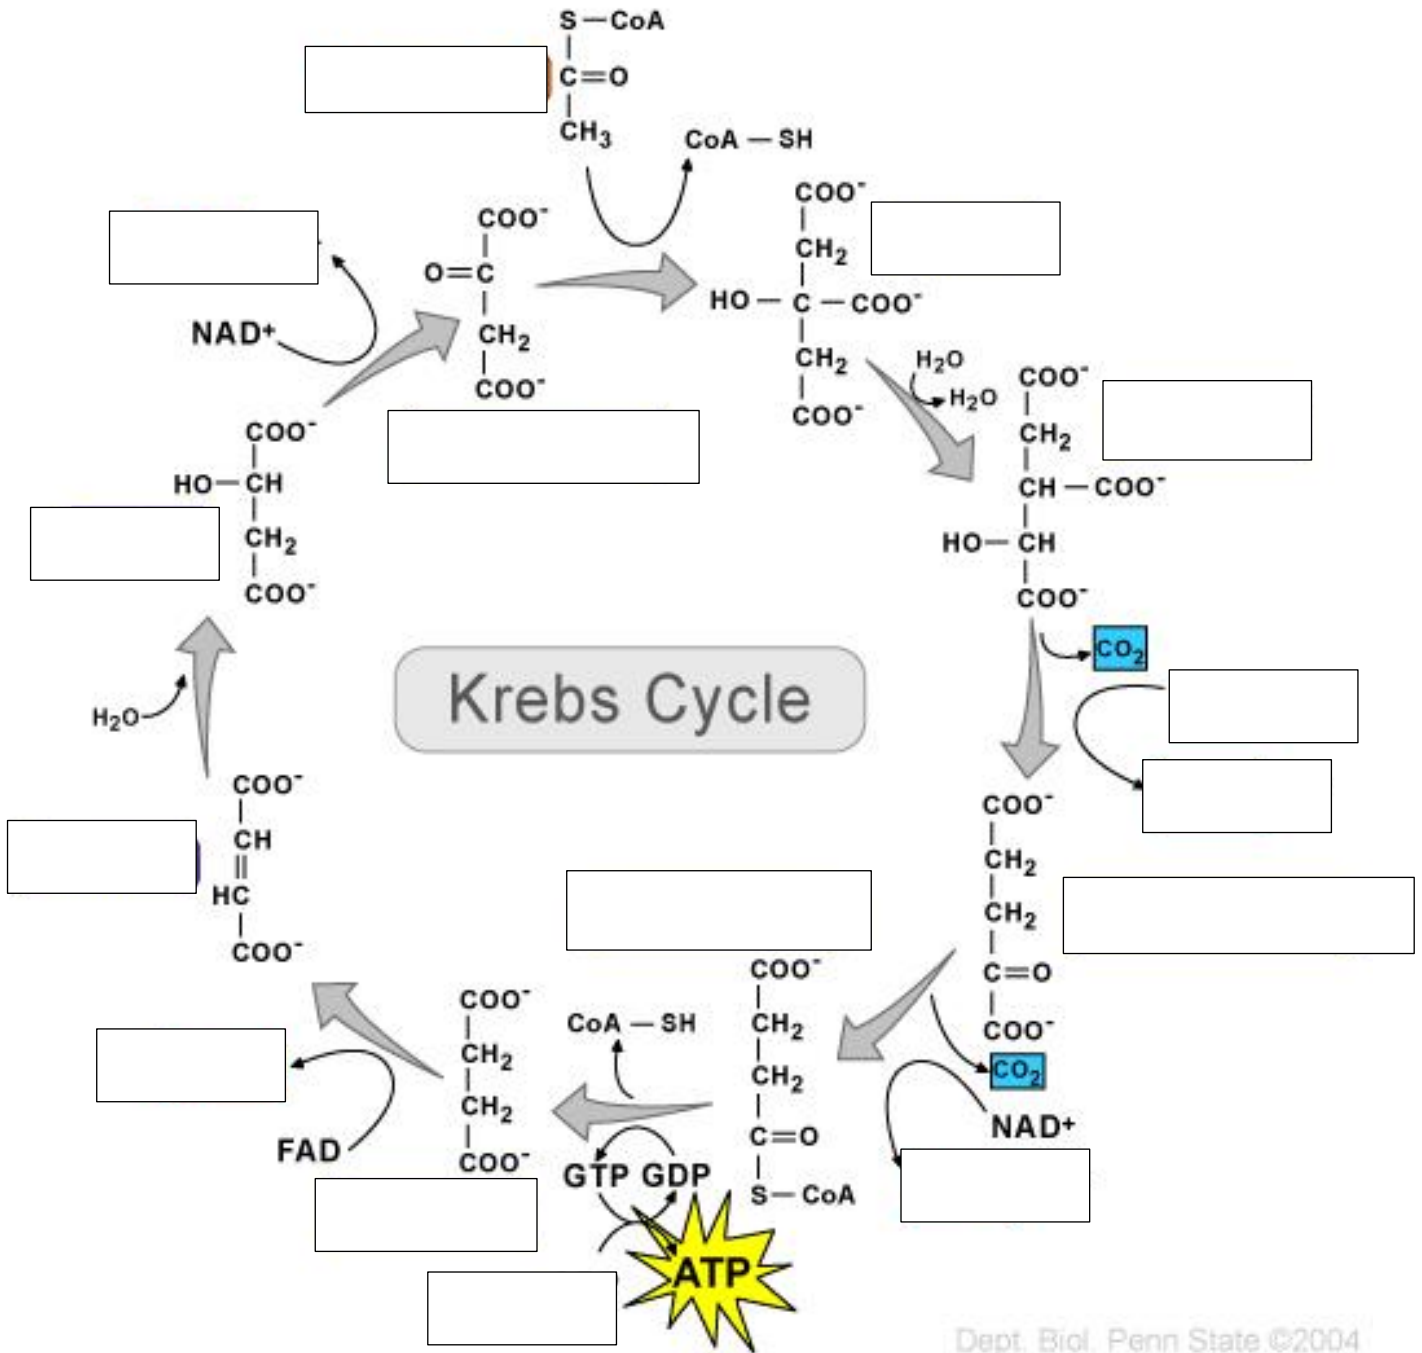 S — CoA
C=O
CH₃
CoA — SH
COO⁻
CH₂
HO — C — COO⁻
CH₂
COO⁻
H₂O
H₂O
COO⁻
CH₂
CH — COO⁻
HO — CH
COO⁻
CO₂
COO⁻
CH₂
CH₂
C=O
COO⁻
CO₂
NAD+
COO⁻
CH₂
CH₂
C=O
S — CoA
CoA — SH
GTP GDP
ATP
COO⁻
CH₂
CH₂
COO⁻
FAD
COO⁻
CH
HC
COO⁻
H₂O
COO⁻
HO — CH
CH₂
COO⁻
NAD+
COO⁻
O=C
CH₂
COO⁻
Krebs Cycle
Dept. Biol. Penn State ©2004